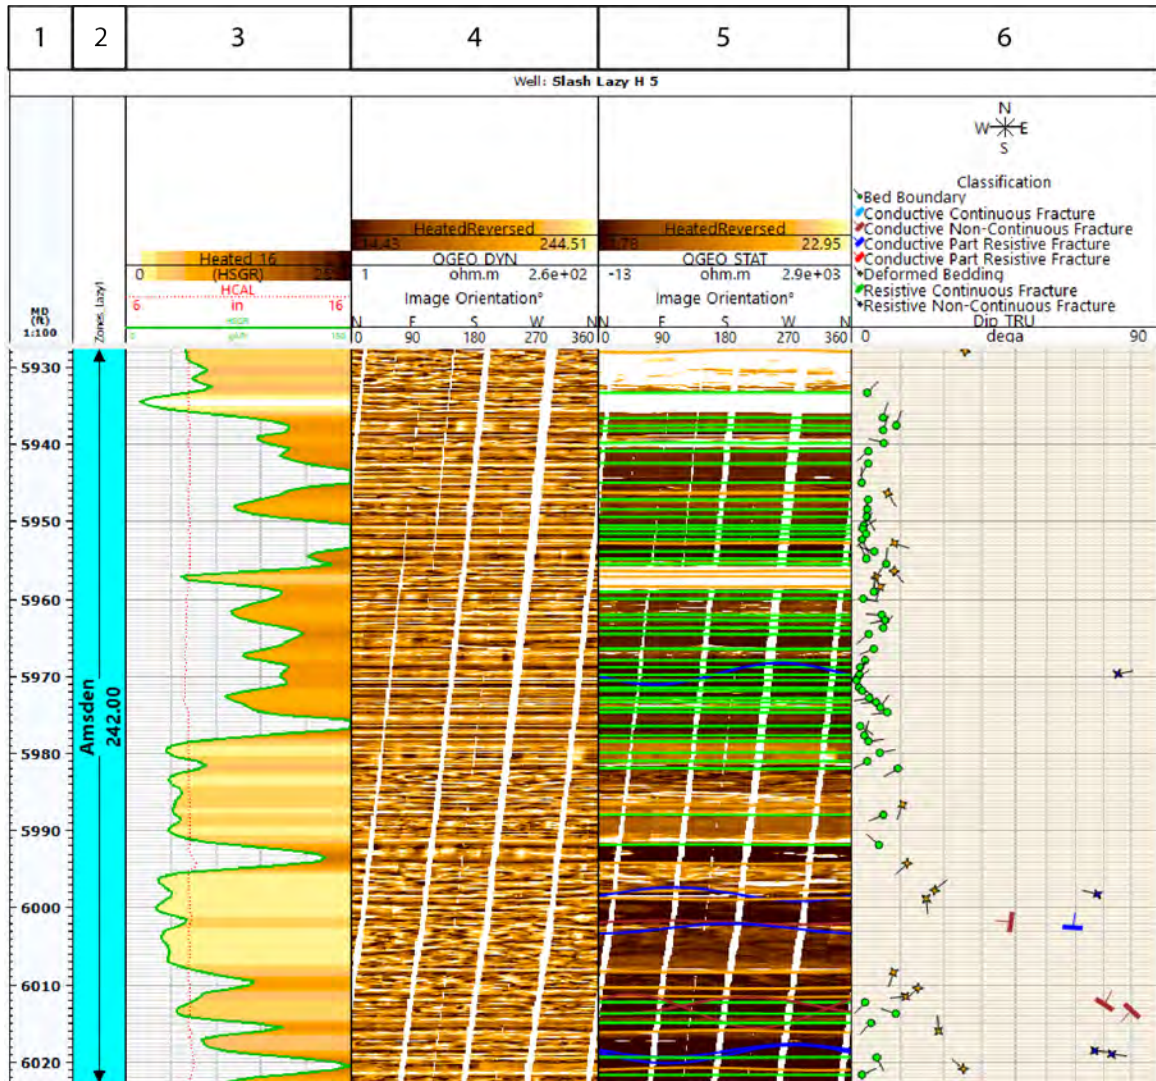 1 2 3 4 5 6
Well: Slash Lazy H 5
N
W E
S
Classification
Bed Boundary
Conductive Continuous Fracture
Conductive Non-Continuous Fracture
Conductive Part Resistive Fracture
Conductive Part Resistive Fracture
Deformed Bedding
Resistive Continuous Fracture
Resistive Non-Continuous Fracture
Dip TRU
0 dega 90
HeatedReversed
244.51
OGEO DYN
1 ohm.m 2.6e+02
Image Orientation°
N E S W N
0 90 180 270 360
HeatedReversed
22.95
OGEO STAT
-13 ohm.m 2.9e+03
Image Orientation°
N E S W N
0 90 180 270 360
Heated 16
0 (HSGR)
HCAL
6 in 16
HSGR
0 gAPI 150
MD
(ft)
1:100
Zones_lazy1
Amsden
242.00
5930
5940
5950
5960
5970
5980
5990
6000
6010
6020